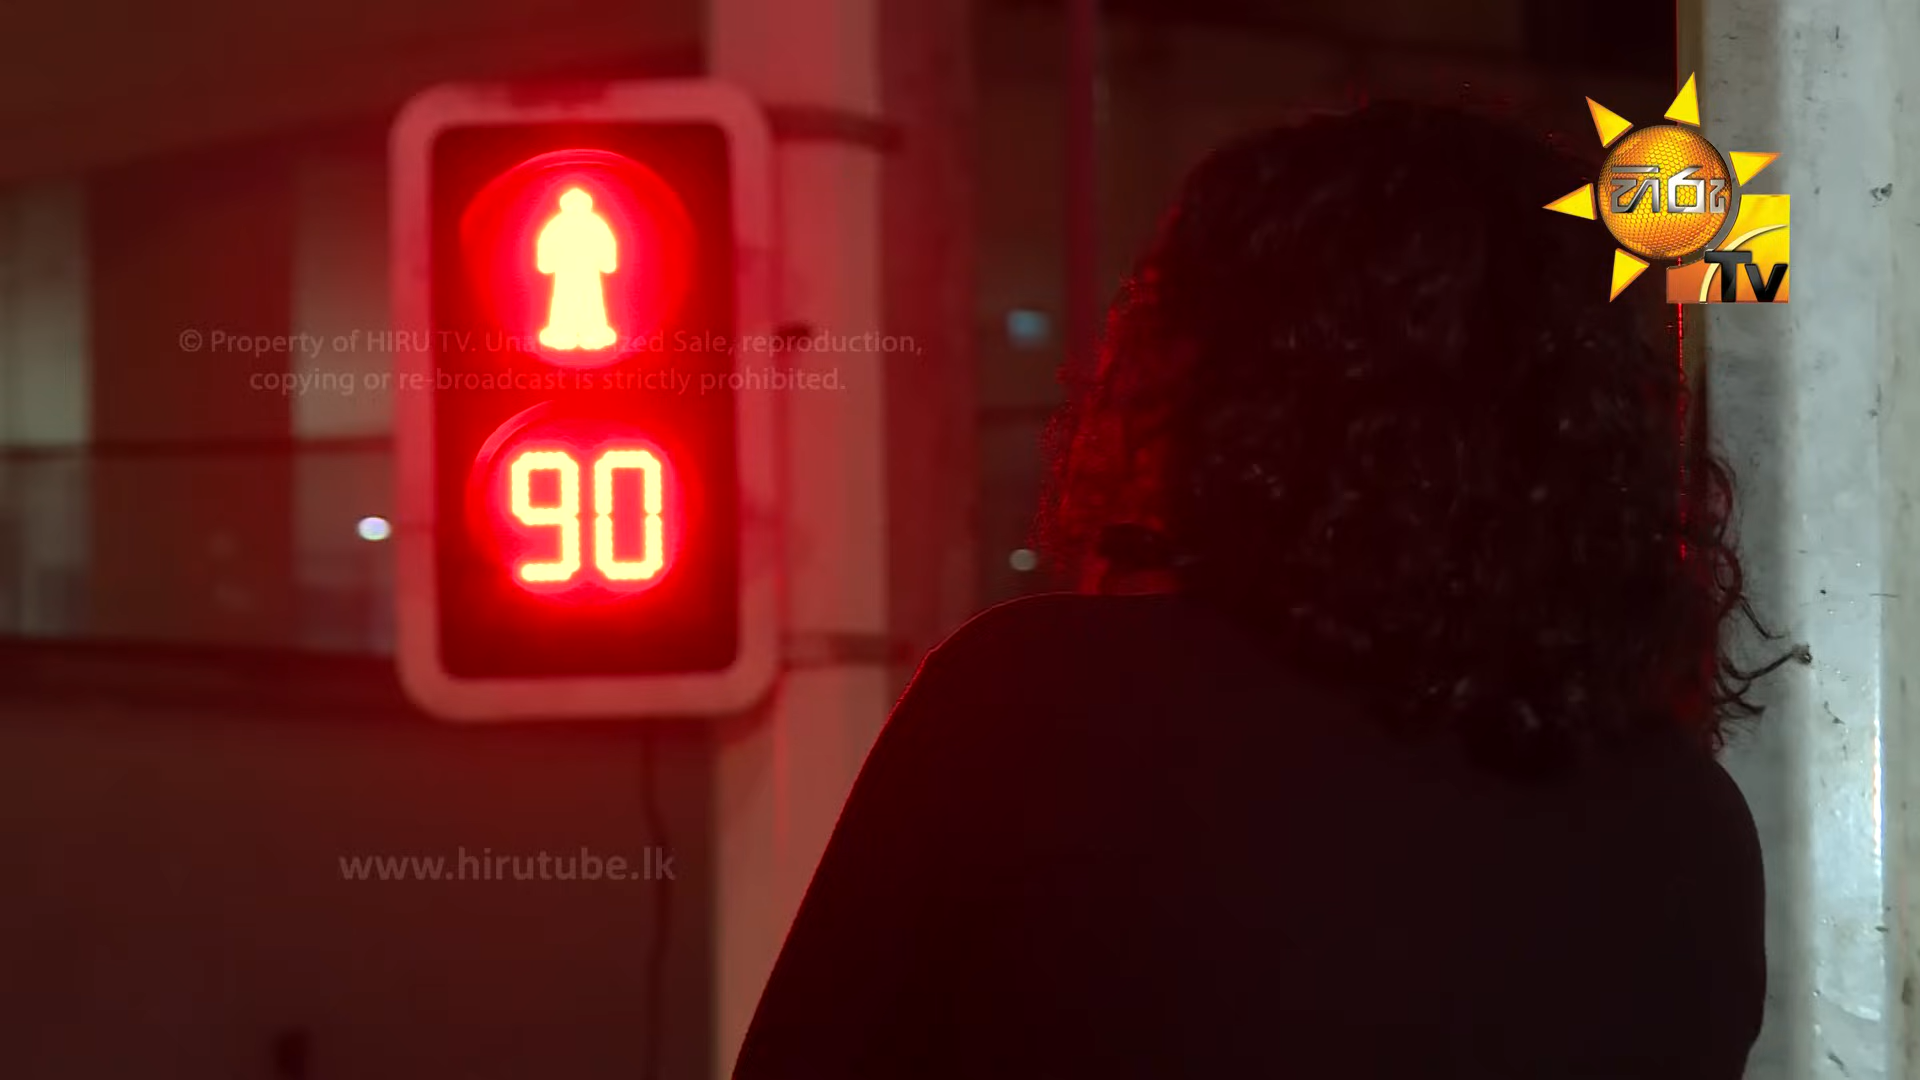 හිරු
Tv
© Property of HIRU TV. Unauthorized Sale, reproduction,
copying or re-broadcast is strictly prohibited.
90
www.hirutube.lk